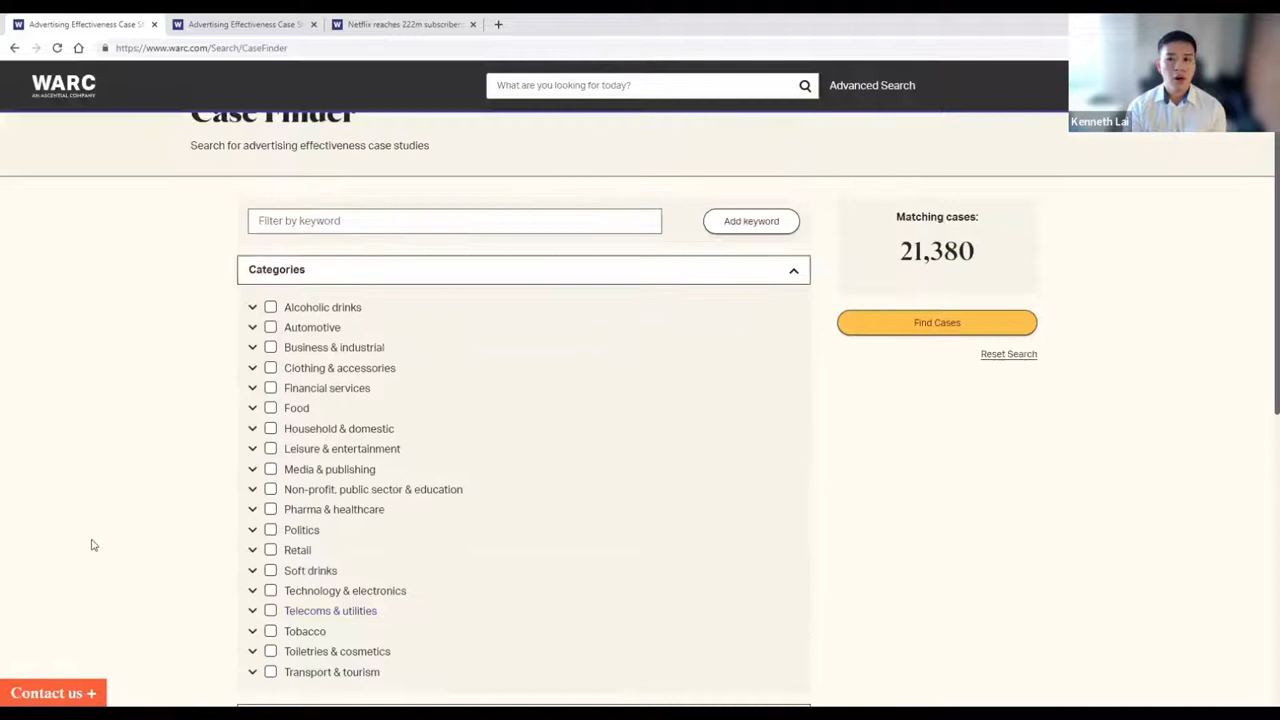 Advertising Effectiveness Case St
Advertising Effectiveness Case S
Netflix reaches 222m subscribers
https://www.warc.com/Search/CaseFinder
WARC
AN ASCENTIAL COMPANY
What are you looking for today?
Advanced Search
Kenneth Lai
Case Finder
Search for advertising effectiveness case studies
Filter by keyword
Add keyword
Matching cases:
21,380
Find Cases
Reset Search
Categories
Alcoholic drinks
Automotive
Business & industrial
Clothing & accessories
Financial services
Food
Household & domestic
Leisure & entertainment
Media & publishing
Non-profit, public sector & education
Pharma & healthcare
Politics
Retail
Soft drinks
Technology & electronics
Telecoms & utilities
Tobacco
Toiletries & cosmetics
Transport & tourism
Contact us +